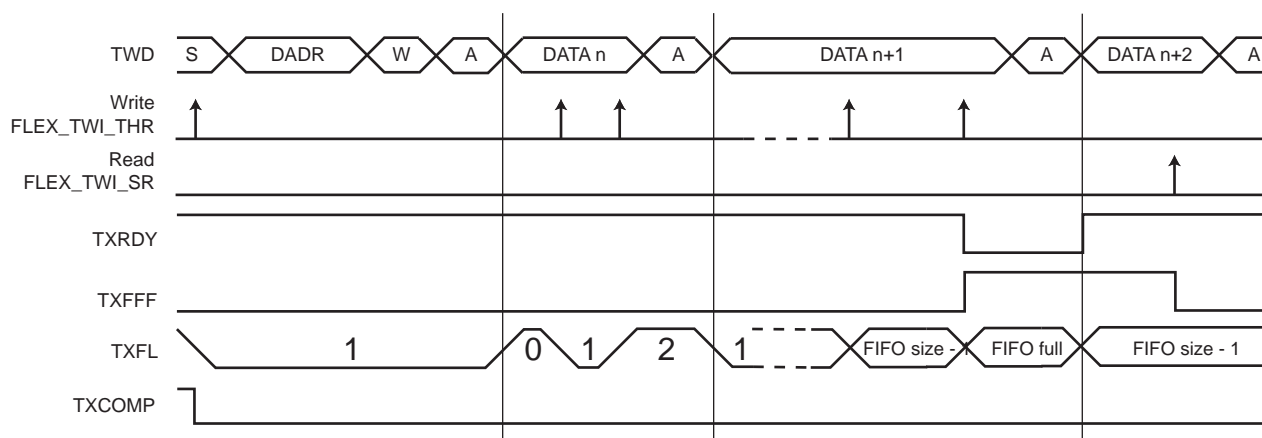 TWD S DADR W A DATA n A DATA n+1 A DATA n+2 A
Write
FLEX_TWI_THR
Read
FLEX_TWI_SR
TXRDY
TXFFF
TXFL 1 0 1 2 1 FIFO size - 1 FIFO full FIFO size - 1
TXCOMP